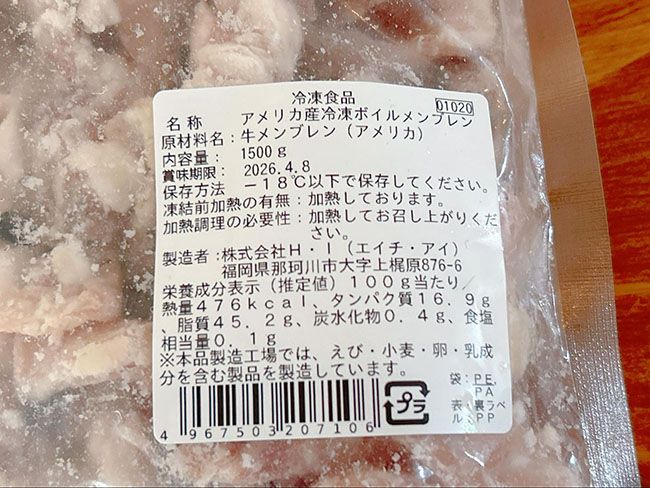 冷凍食品
D1020
名称 アメリカ産冷凍ボイルメンブレン
原材料名：牛メンブレン（アメリカ）
内容量： 1500ｇ
賞味期限： 2026.4.8
保存方法 －18℃以下で保存してください。
凍結前加熱の有無：加熱しております。
加熱調理の必要性：加熱してお召し上がりくだ
さい。
製造者：株式会社Ｈ・Ｉ（エイチ・アイ）
福岡県那珂川市大字上梶原876-6
栄養成分表示（推定値）１００ｇ当たり／
熱量４７６ｋｃａｌ、タンパク質１６．９ｇ
、脂質４５．２ｇ、炭水化物０．４ｇ、食塩
相当量０．１ｇ
※本品製造工場では、えび・小麦・卵・乳成
分を含む製品を製造しています。
プラ
袋：ＰＥ，
ＰＡ
表・裏ラベ
ル：ＰＰ
4967503207106